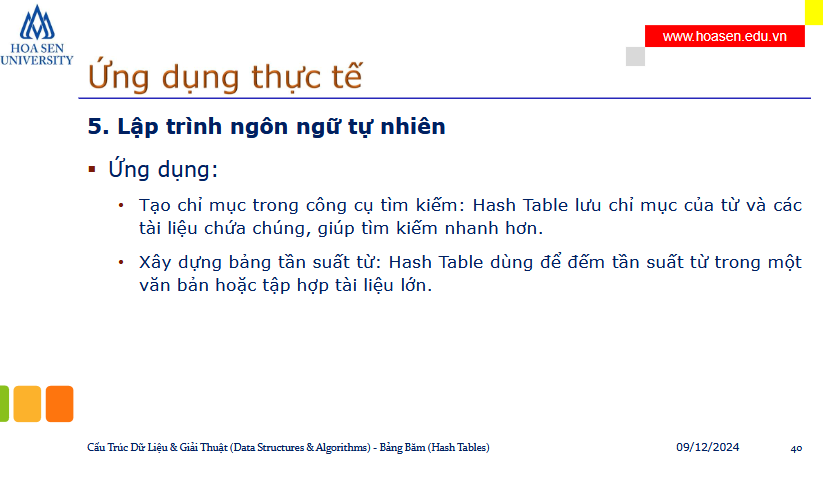 HOA SEN
UNIVERSITY
www.hoasen.edu.vn
Ứng dụng thực tế
5. Lập trình ngôn ngữ tự nhiên
▪ Ứng dụng:
• Tạo chỉ mục trong công cụ tìm kiếm: Hash Table lưu chỉ mục của từ và các
tài liệu chứa chúng, giúp tìm kiếm nhanh hơn.
• Xây dựng bảng tần suất từ: Hash Table dùng để đếm tần suất từ trong một
văn bản hoặc tập hợp tài liệu lớn.
Cấu Trúc Dữ Liệu & Giải Thuật (Data Structures & Algorithms) - Bảng Băm (Hash Tables)
09/12/2024
40